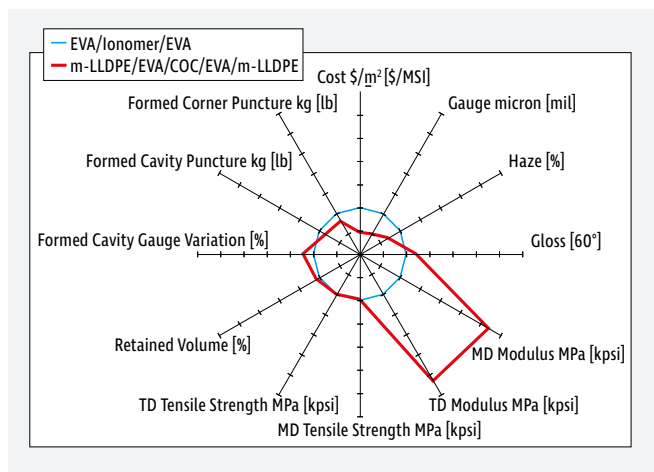 EVA/Ionomer/EVA
m-LLDPE/EVA/COC/EVA/m-LLDPE
Cost $/m² [$/MSI]
Formed Corner Puncture kg [lb]
Gauge micron [mil]
Formed Cavity Puncture kg [lb]
Haze [%]
Formed Cavity Gauge Variation [%]
Gloss [60°]
Retained Volume [%]
MD Modulus MPa [kpsi]
TD Tensile Strength MPa [kpsi]
TD Modulus MPa [kpsi]
MD Tensile Strength MPa [kpsi]